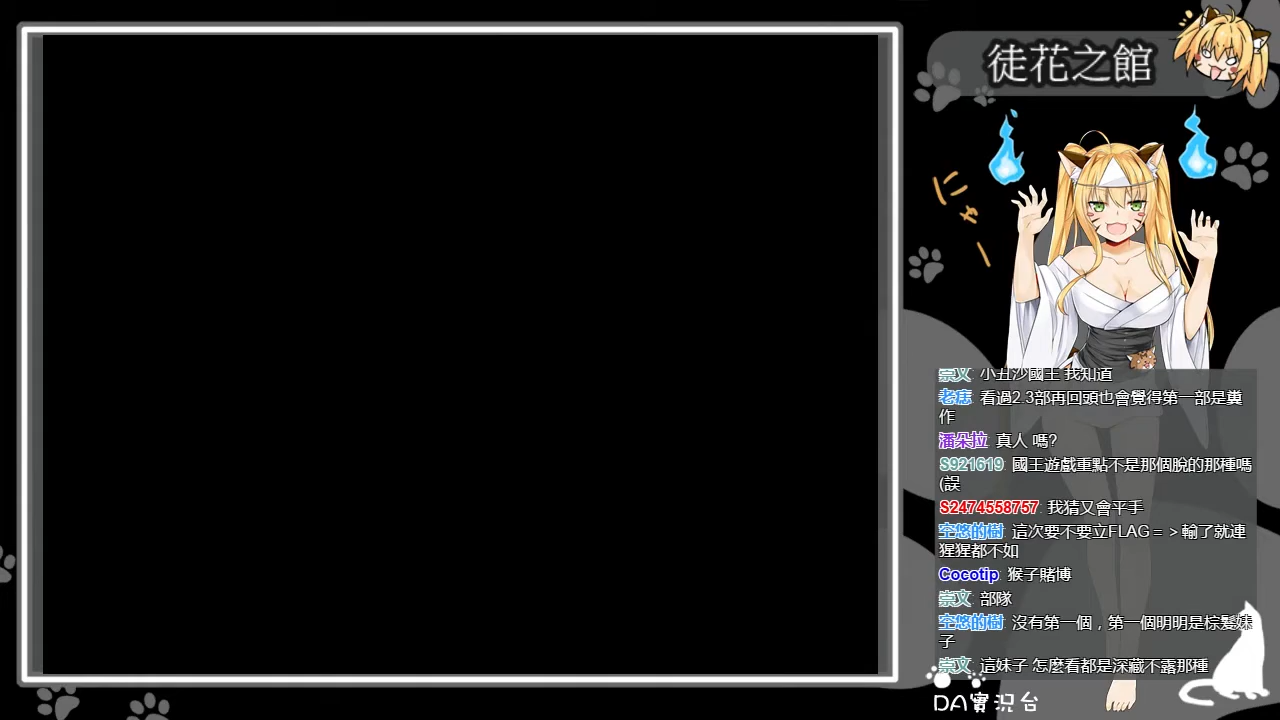 徒花之館
にゃー
崇文: 小丑沙國王 我知道
老痣: 看過2.3部再回頭也會覺得第一部是糞
作
潘朵拉: 真人 嗎?
S921619: 國王遊戲重點不是那個脫的那種嗎
(誤
S2474558757: 我猜又會平手
空悠的樹: 這次要不要立FLAG = > 輸了就連
猩猩都不如
Cocotip: 猴子賭博
崇文: 部隊
空悠的樹: 沒有第一個，第一個明明是棕髮妹
子
崇文: 這妹子 怎麼看都是深藏不露那種
DA實況台